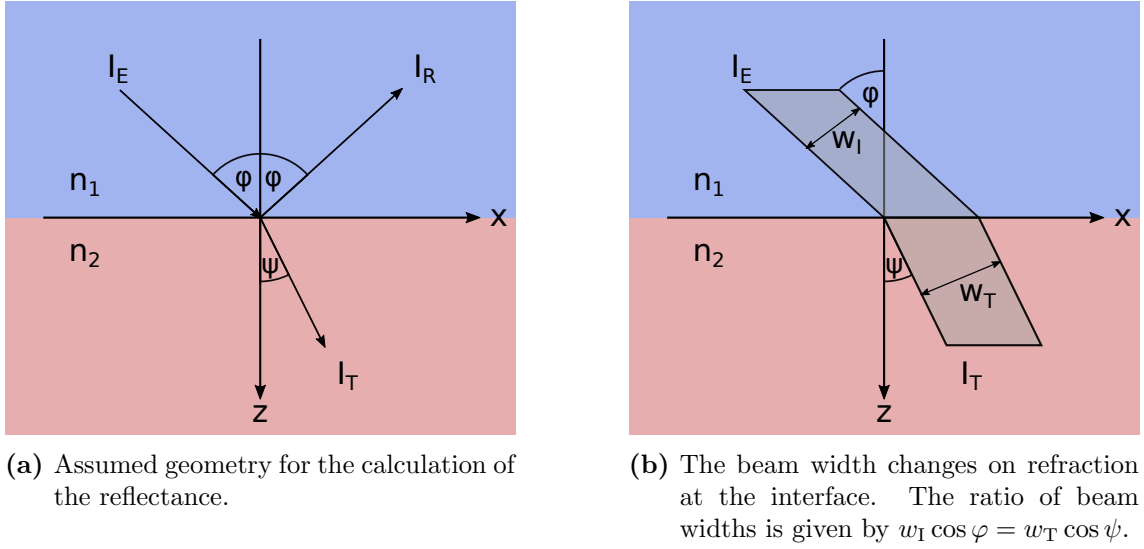 I_E
I_R
φ φ
n_1
x
n_2
ψ
I_T
z
(a) Assumed geometry for the calculation of
the reflectance.
I_E
φ
w_I
n_1
x
n_2
ψ
w_T
I_T
z
(b) The beam width changes on refraction
at the interface. The ratio of beam
widths is given by w_I cos φ = w_T cos ψ.